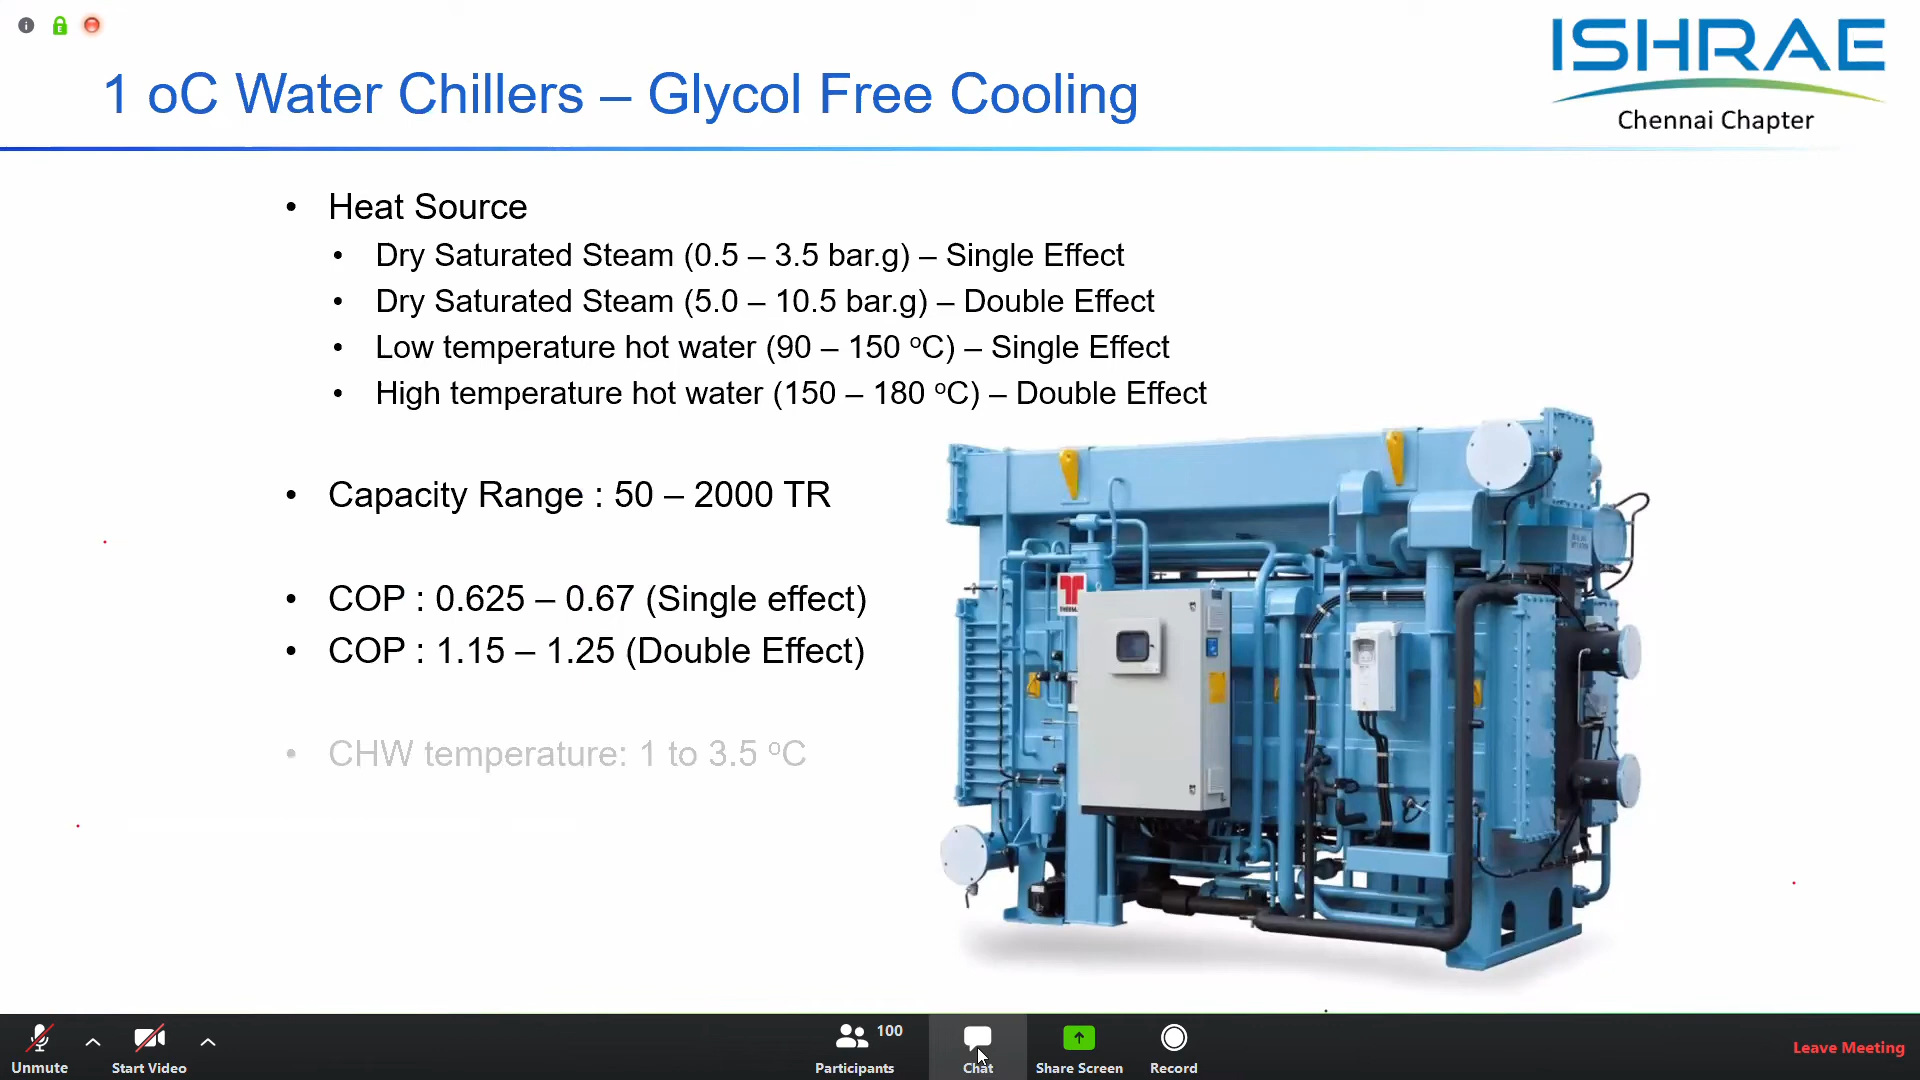 1 oC Water Chillers – Glycol Free Cooling
ISHRAE
Chennai Chapter
• Heat Source
• Dry Saturated Steam (0.5 – 3.5 bar.g) – Single Effect
• Dry Saturated Steam (5.0 – 10.5 bar.g) – Double Effect
• Low temperature hot water (90 – 150 ºC) – Single Effect
• High temperature hot water (150 – 180 ºC) – Double Effect
• Capacity Range : 50 – 2000 TR
• COP : 0.625 – 0.67 (Single effect)
• COP : 1.15 – 1.25 (Double Effect)
• CHW temperature: 1 to 3.5 ºC
100
Unmute
Start Video
Participants
Chat
Share Screen
Record
Leave Meeting